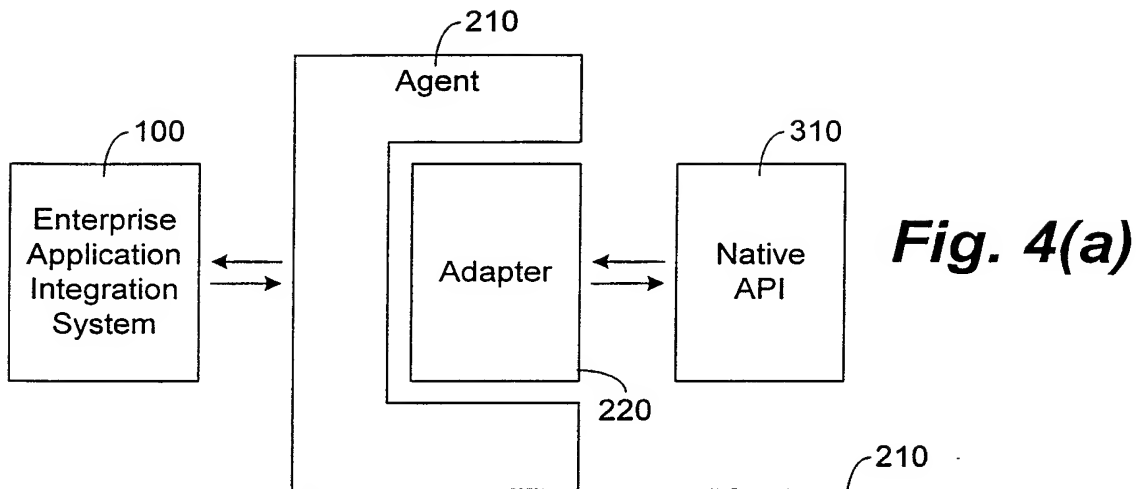 210
Agent
100
310
Enterprise
Application
Integration
System
Adapter
Native
API
Fig. 4(a)
220
210